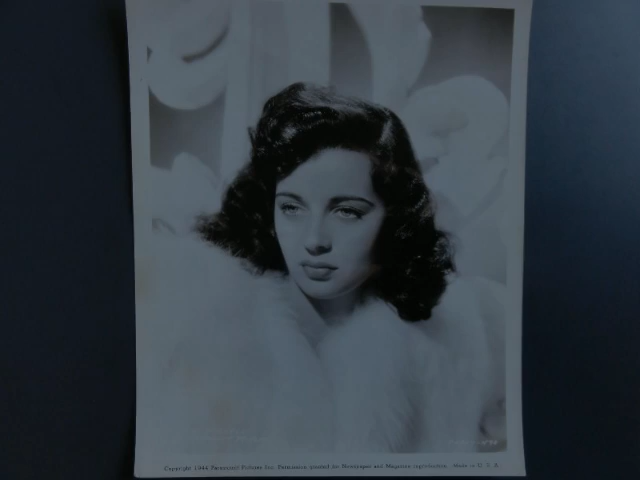 Copyright 1944 Paramount Pictures Inc. Permission granted for Newspaper and Magazine reproduction. Made in U. S. A.